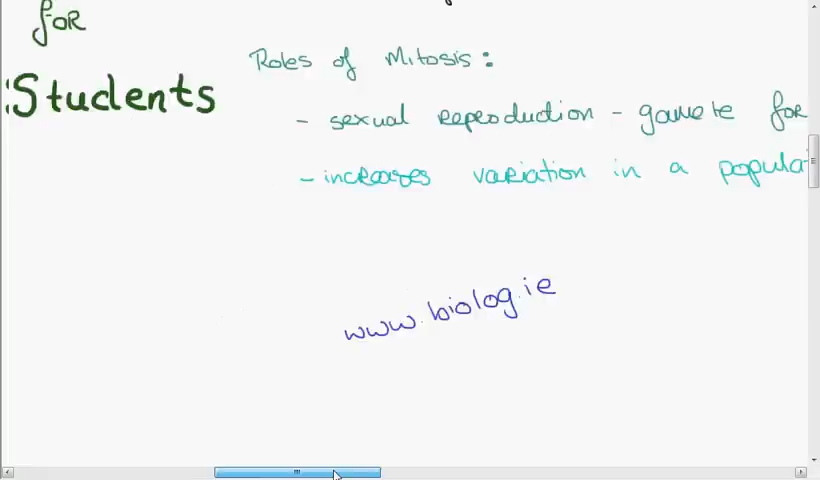 for
:Students
Roles of Mitosis:
- sexual reproduction - gamete for
- increases variation in a popula
www.biolog.ie